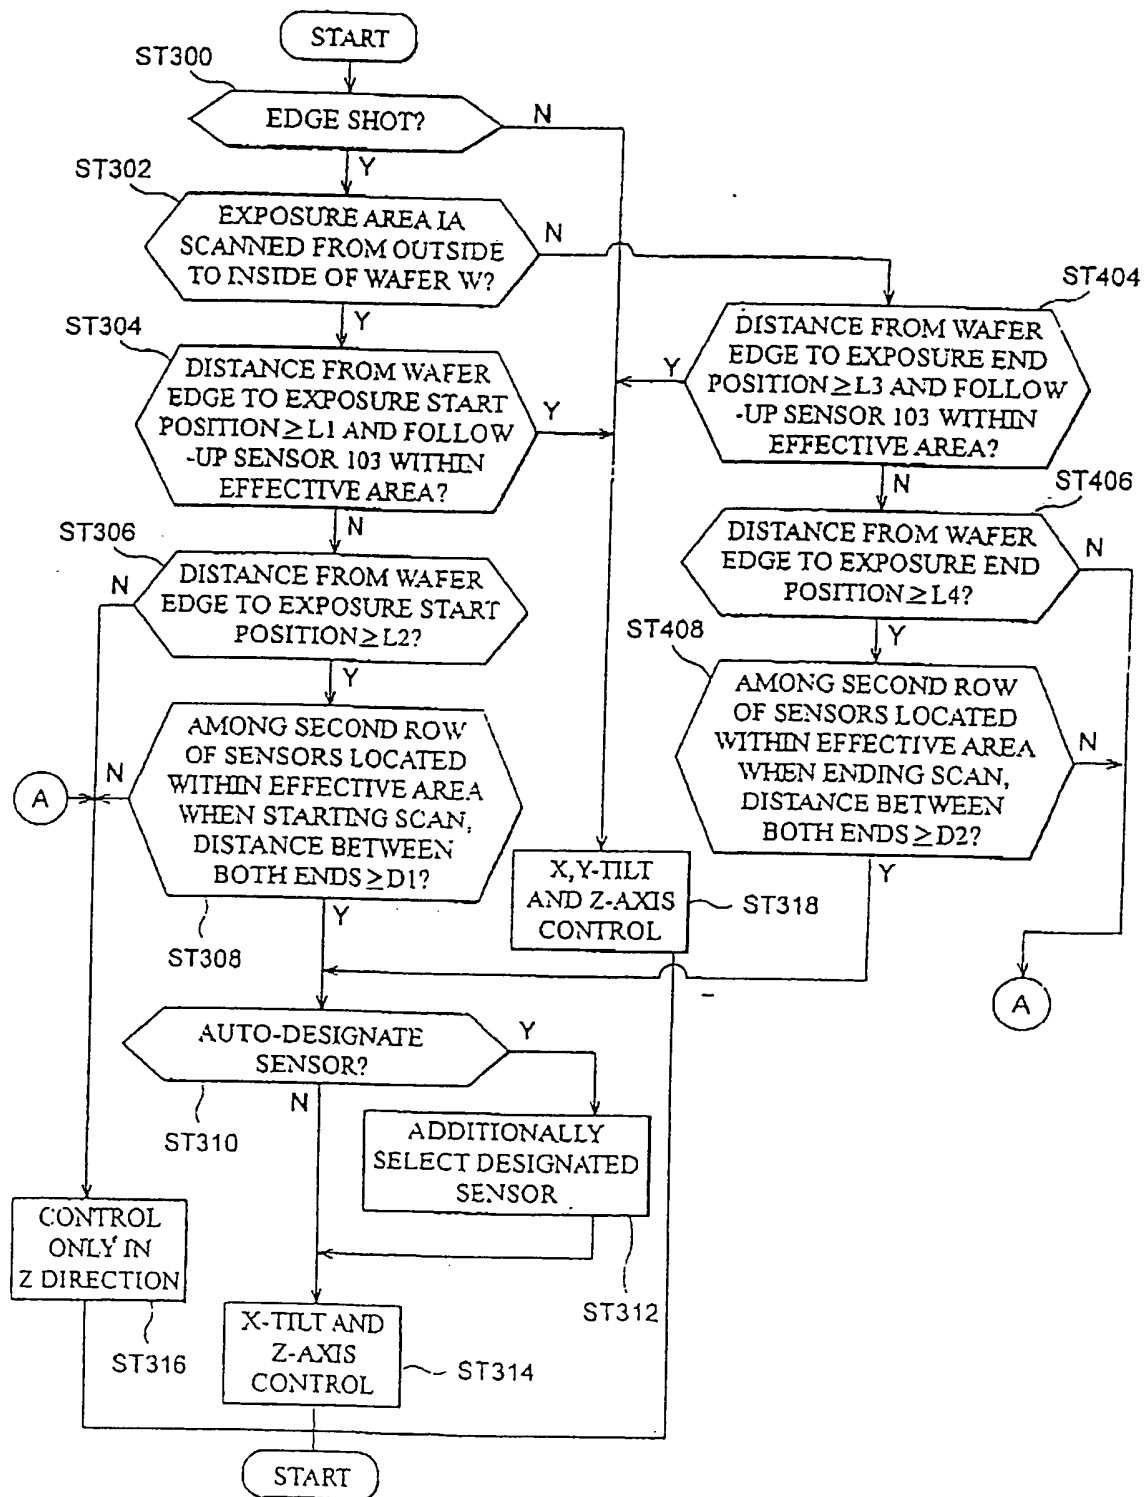 START
ST300
EDGE SHOT?
N
Y
ST302
EXPOSURE AREA IA
SCANNED FROM OUTSIDE
TO INSIDE OF WAFER W?
N
Y
ST304
DISTANCE FROM WAFER
EDGE TO EXPOSURE START
POSITION ≥L1 AND FOLLOW
-UP SENSOR 103 WITHIN
EFFECTIVE AREA?
Y
N
ST404
DISTANCE FROM WAFER
EDGE TO EXPOSURE END
POSITION ≥L3 AND FOLLOW
-UP SENSOR 103 WITHIN
EFFECTIVE AREA?
Y
N
ST306
DISTANCE FROM WAFER
EDGE TO EXPOSURE START
POSITION ≥L2?
N
Y
ST406
DISTANCE FROM WAFER
EDGE TO EXPOSURE END
POSITION ≥L4?
N
Y
ST308
AMONG SECOND ROW
OF SENSORS LOCATED
WITHIN EFFECTIVE AREA
WHEN STARTING SCAN,
DISTANCE BETWEEN
BOTH ENDS ≥D1?
N
A
Y
ST408
AMONG SECOND ROW
OF SENSORS LOCATED
WITHIN EFFECTIVE AREA
WHEN ENDING SCAN,
DISTANCE BETWEEN
BOTH ENDS ≥D2?
N
Y
A
X,Y-TILT
AND Z-AXIS
CONTROL
ST318
AUTO-DESIGNATE
SENSOR?
Y
N
ST310
ADDITIONALLY
SELECT DESIGNATED
SENSOR
ST312
CONTROL
ONLY IN
Z DIRECTION
ST316
X-TILT AND
Z-AXIS
CONTROL
ST314
START